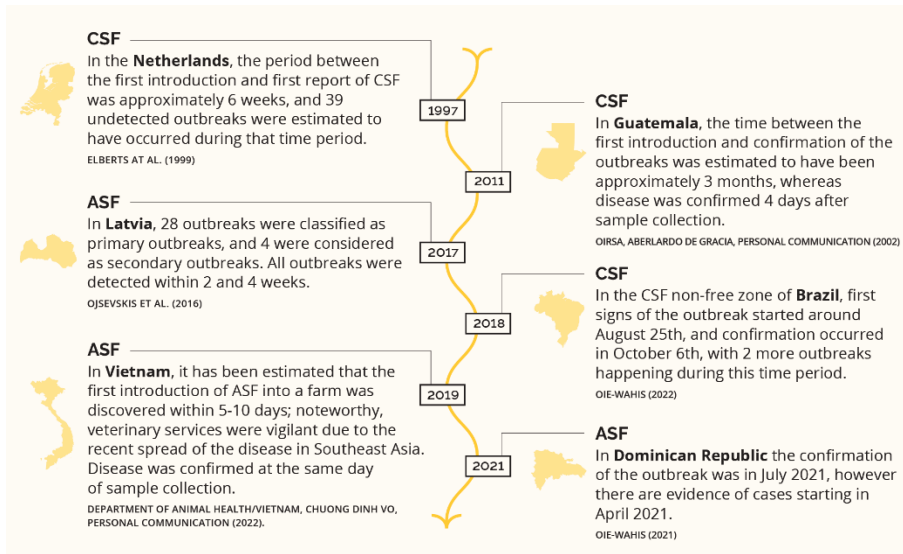 CSF
In the Netherlands, the period between
the first introduction and first report of CSF
was approximately 6 weeks, and 39
undetected outbreaks were estimated to
have occurred during that time period.
ELBERTS AT AL. (1999)
1997
CSF
In Guatemala, the time between the
first introduction and confirmation of the
outbreaks was estimated to have been
approximately 3 months, whereas
disease was confirmed 4 days after
sample collection.
OIRSA, ABERLARDO DE GRACIA, PERSONAL COMMUNICATION (2002)
2011
ASF
In Latvia, 28 outbreaks were classified as
primary outbreaks, and 4 were considered
as secondary outbreaks. All outbreaks were
detected within 2 and 4 weeks.
OJSEVSKIS ET AL. (2016)
2017
CSF
In the CSF non-free zone of Brazil, first
signs of the outbreak started around
August 25th, and confirmation occurred
in October 6th, with 2 more outbreaks
happening during this time period.
OIE-WAHIS (2022)
2018
ASF
In Vietnam, it has been estimated that the
first introduction of ASF into a farm was
discovered within 5-10 days; noteworthy,
veterinary services were vigilant due to the
recent spread of the disease in Southeast Asia.
Disease was confirmed at the same day
of sample collection.
DEPARTMENT OF ANIMAL HEALTH/VIETNAM, CHUONG DINH VO,
PERSONAL COMMUNICATION (2022).
2019
ASF
In Dominican Republic the confirmation
of the outbreak was in July 2021, however
there are evidence of cases starting in
April 2021.
OIE-WAHIS (2021)
2021